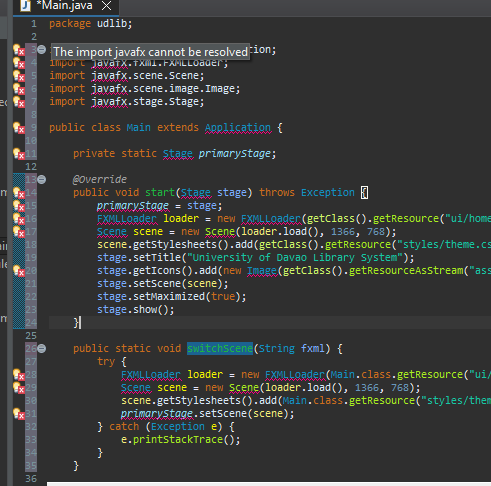 *Main.java
1 package udlib;
2
3 The import javafx cannot be resolved tion;
4 import javafx.fxml.FXMLLoader;
5 import javafx.scene.Scene;
6 import javafx.scene.image.Image;
7 import javafx.stage.Stage;
8
9 public class Main extends Application {
10
11 private static Stage primaryStage;
12
13 @Override
14 public void start(Stage stage) throws Exception {
15 primaryStage = stage;
16 FXMLLoader loader = new FXMLLoader(getClass().getResource("ui/home
17 Scene scene = new Scene(loader.load(), 1366, 768);
18 scene.getStylesheets().add(getClass().getResource("styles/theme.cs
19 stage.setTitle("University of Davao Library System");
20 stage.getIcons().add(new Image(getClass().getResourceAsStream("ass
21 stage.setScene(scene);
22 stage.setMaximized(true);
23 stage.show();
24 }
25
26 public static void switchScene(String fxml) {
27 try {
28 FXMLLoader loader = new FXMLLoader(Main.class.getResource("ui/
29 Scene scene = new Scene(loader.load(), 1366, 768);
30 scene.getStylesheets().add(Main.class.getResource("styles/them
31 primaryStage.setScene(scene);
32 } catch (Exception e) {
33 e.printStackTrace();
34 }
35 }
36